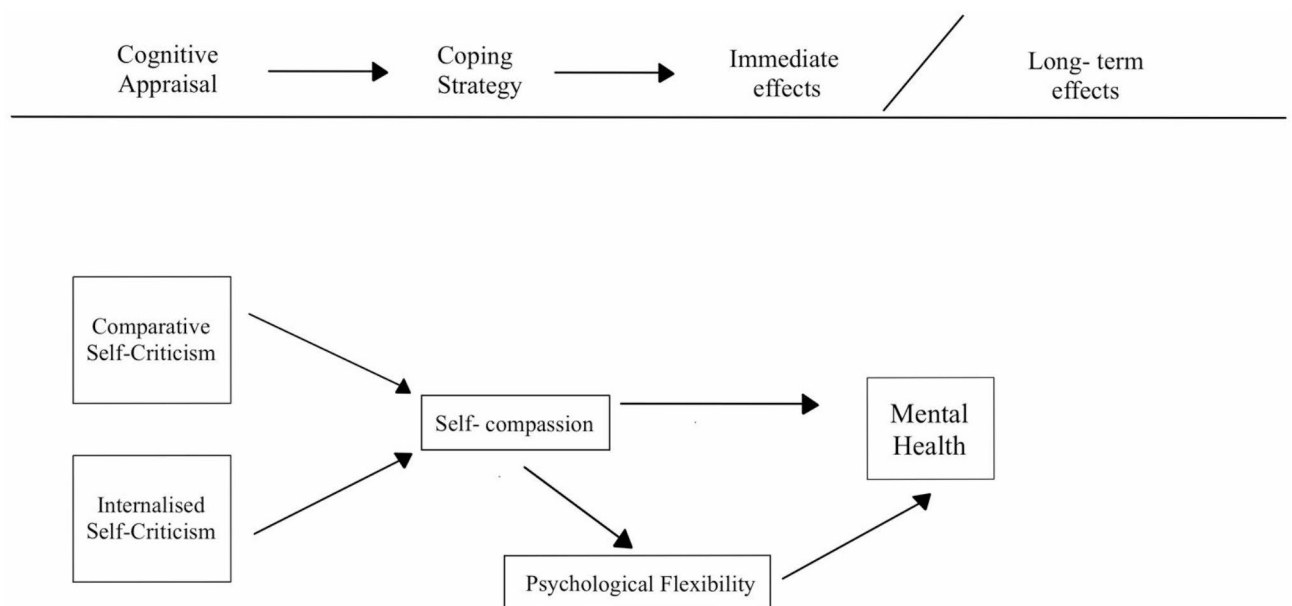 Cognitive
Appraisal
Coping
Strategy
Immediate
effects
Long- term
effects
Comparative
Self-Criticism
Internalised
Self-Criticism
Self- compassion
Psychological Flexibility
Mental
Health